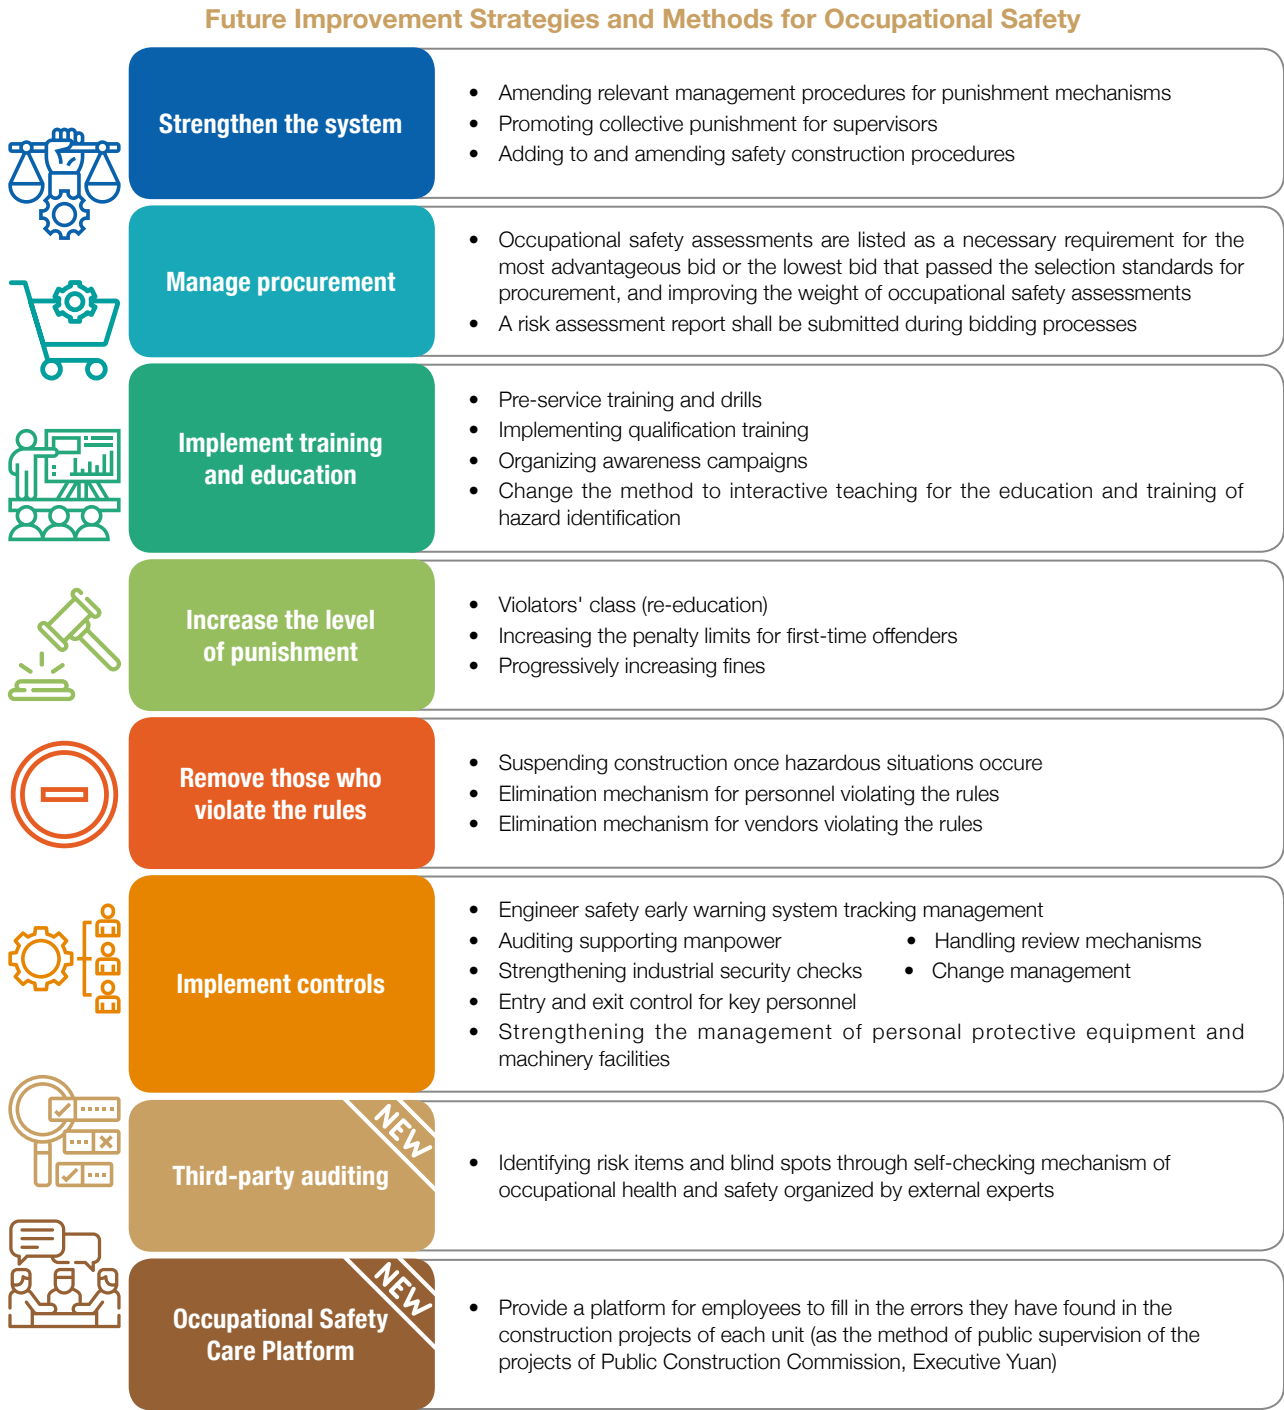 Future Improvement Strategies and Methods for Occupational Safety
Strengthen the system
• Amending relevant management procedures for punishment mechanisms
• Promoting collective punishment for supervisors
• Adding to and amending safety construction procedures
Manage procurement
• Occupational safety assessments are listed as a necessary requirement for the
most advantageous bid or the lowest bid that passed the selection standards for
procurement, and improving the weight of occupational safety assessments
• A risk assessment report shall be submitted during bidding processes
Implement training
and education
• Pre-service training and drills
• Implementing qualification training
• Organizing awareness campaigns
• Change the method to interactive teaching for the education and training of
hazard identification
Increase the level
of punishment
• Violators' class (re-education)
• Increasing the penalty limits for first-time offenders
• Progressively increasing fines
Remove those who
violate the rules
• Suspending construction once hazardous situations occure
• Elimination mechanism for personnel violating the rules
• Elimination mechanism for vendors violating the rules
Implement controls
• Engineer safety early warning system tracking management
• Auditing supporting manpower • Handling review mechanisms
• Strengthening industrial security checks • Change management
• Entry and exit control for key personnel
• Strengthening the management of personal protective equipment and
machinery facilities
Third-party auditing
NEW
• Identifying risk items and blind spots through self-checking mechanism of
occupational health and safety organized by external experts
Occupational Safety
Care Platform
NEW
• Provide a platform for employees to fill in the errors they have found in the
construction projects of each unit (as the method of public supervision of the
projects of Public Construction Commission, Executive Yuan)